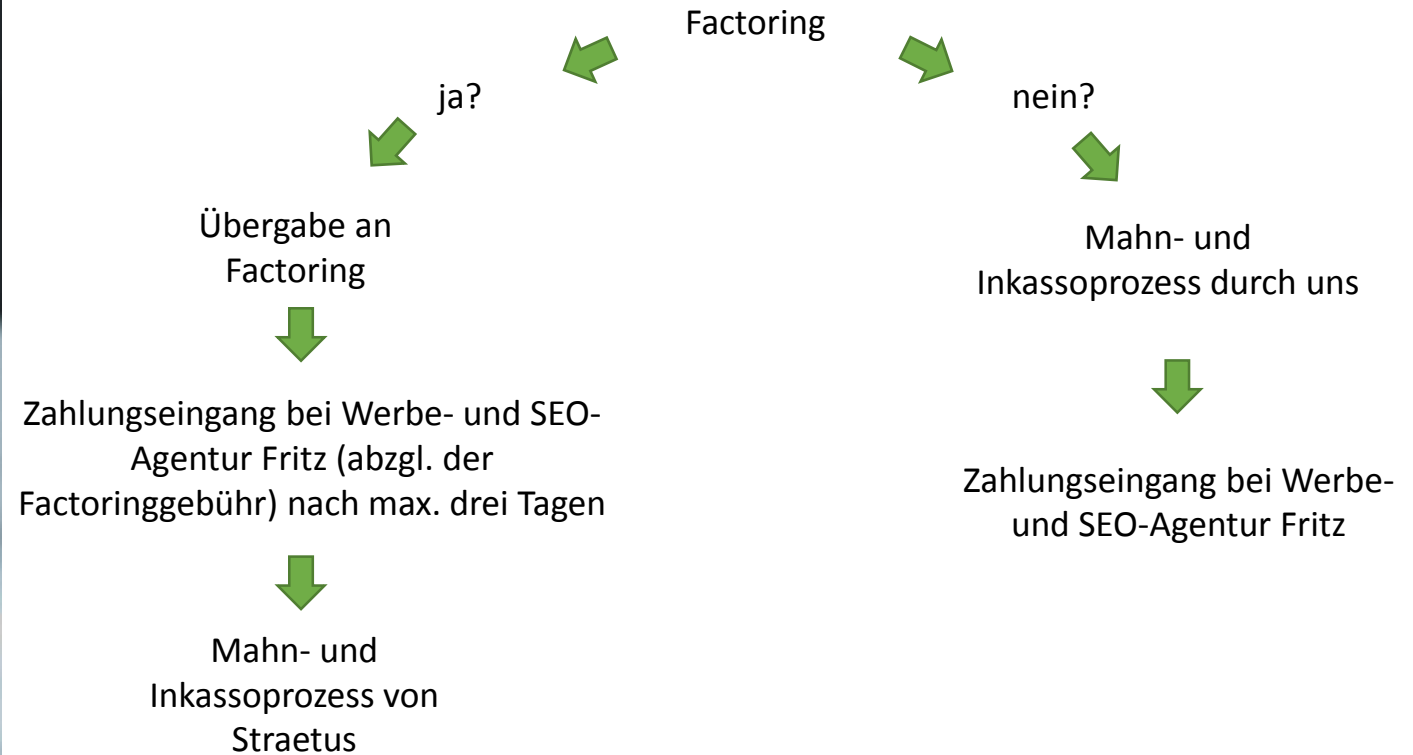 Factoring
ja?
nein?
Übergabe an
Factoring
Mahn- und
Inkassoprozess durch uns
Zahlungseingang bei Werbe- und SEO-
Agentur Fritz (abzgl. der
Factoringgebühr) nach max. drei Tagen
Zahlungseingang bei Werbe-
und SEO-Agentur Fritz
Mahn- und
Inkassoprozess von
Straetus